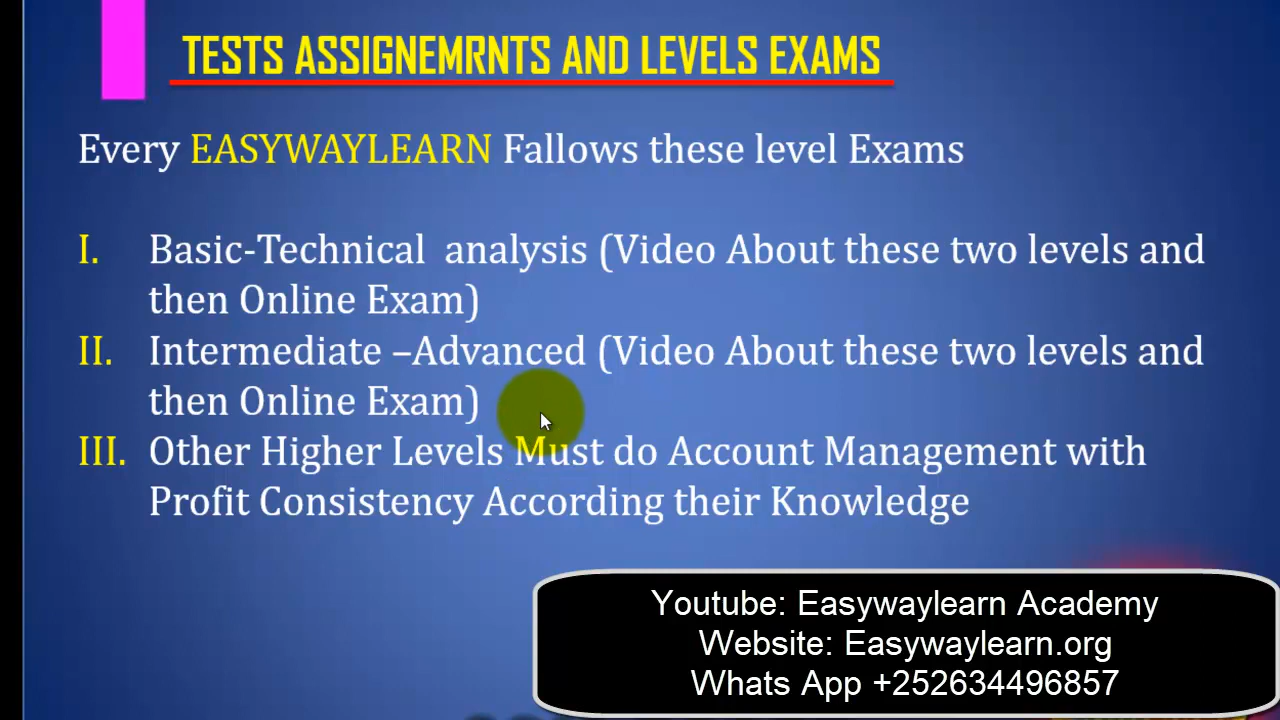 TESTS ASSIGNEMRNTS AND LEVELS EXAMS
Every EASYWAYLEARN Fallows these level Exams
I. Basic-Technical analysis (Video About these two levels and
then Online Exam)
II. Intermediate –Advanced (Video About these two levels and
then Online Exam)
III. Other Higher Levels Must do Account Management with
Profit Consistency According their Knowledge
Youtube: Easywaylearn Academy
Website: Easywaylearn.org
Whats App +252634496857